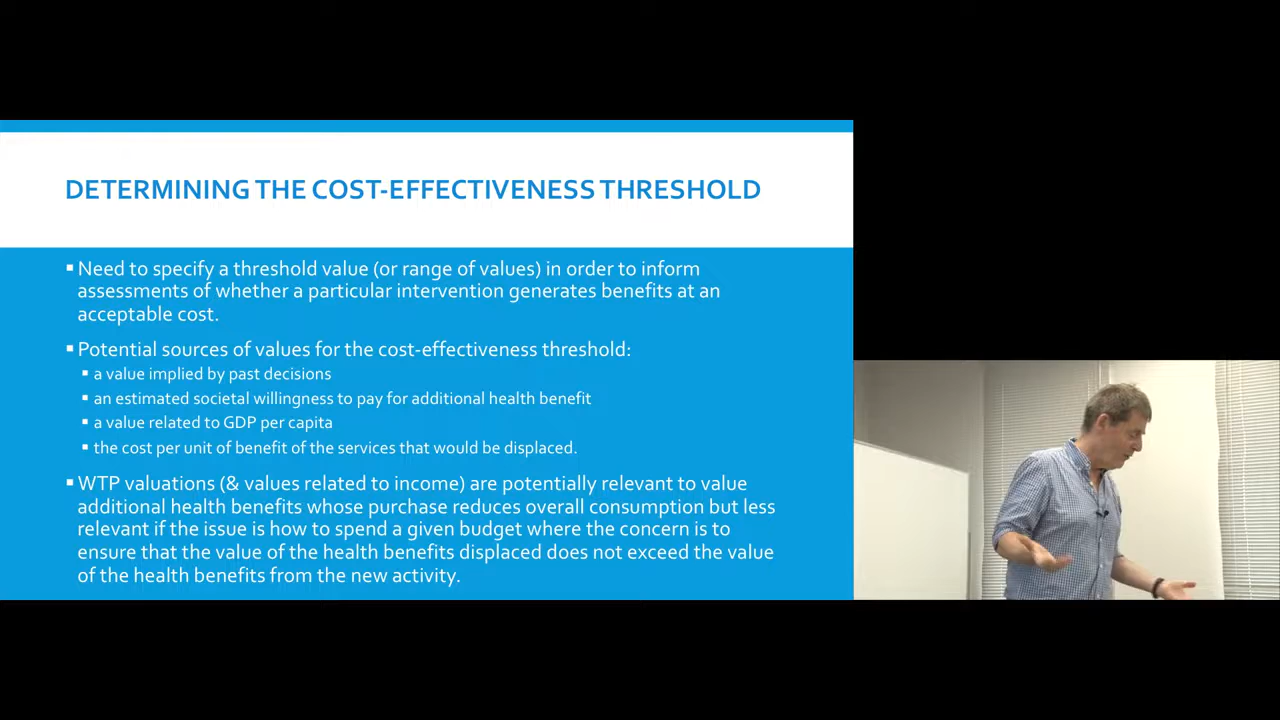 DETERMINING THE COST-EFFECTIVENESS THRESHOLD
▪ Need to specify a threshold value (or range of values) in order to inform
assessments of whether a particular intervention generates benefits at an
acceptable cost.
▪ Potential sources of values for the cost-effectiveness threshold:
▪ a value implied by past decisions
▪ an estimated societal willingness to pay for additional health benefit
▪ a value related to GDP per capita
▪ the cost per unit of benefit of the services that would be displaced.
▪ WTP valuations (& values related to income) are potentially relevant to value
additional health benefits whose purchase reduces overall consumption but less
relevant if the issue is how to spend a given budget where the concern is to
ensure that the value of the health benefits displaced does not exceed the value
of the health benefits from the new activity.